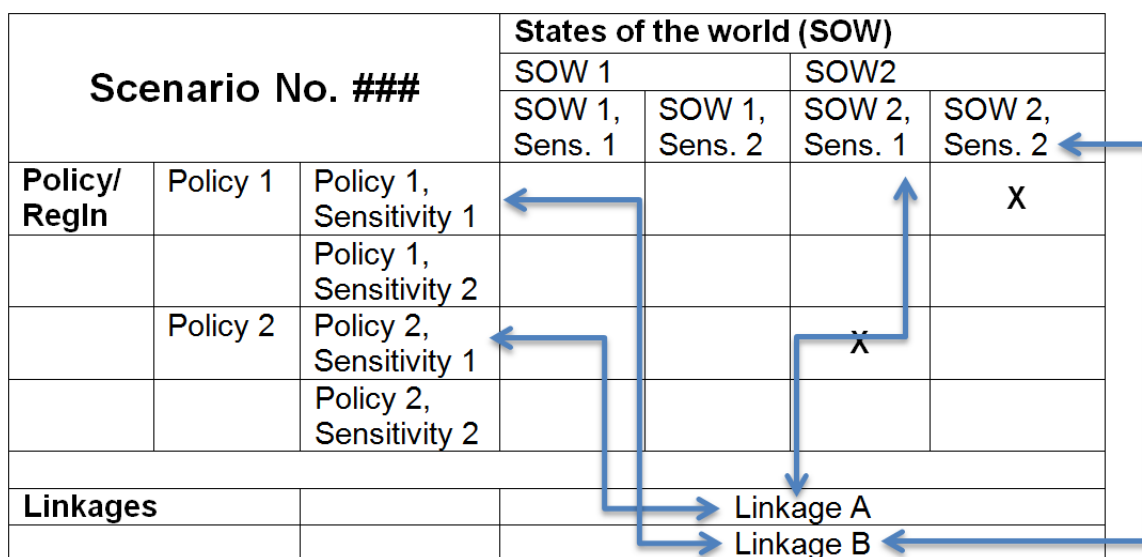 Scenario No. ###
States of the world (SOW)
SOW 1
SOW2
SOW 1,
Sens. 1
SOW 1,
Sens. 2
SOW 2,
Sens. 1
SOW 2,
Sens. 2
Policy/
RegIn
Policy 1
Policy 1,
Sensitivity 1
X
Policy 1,
Sensitivity 2
Policy 2
Policy 2,
Sensitivity 1
X
Policy 2,
Sensitivity 2
Linkages
Linkage A
Linkage B